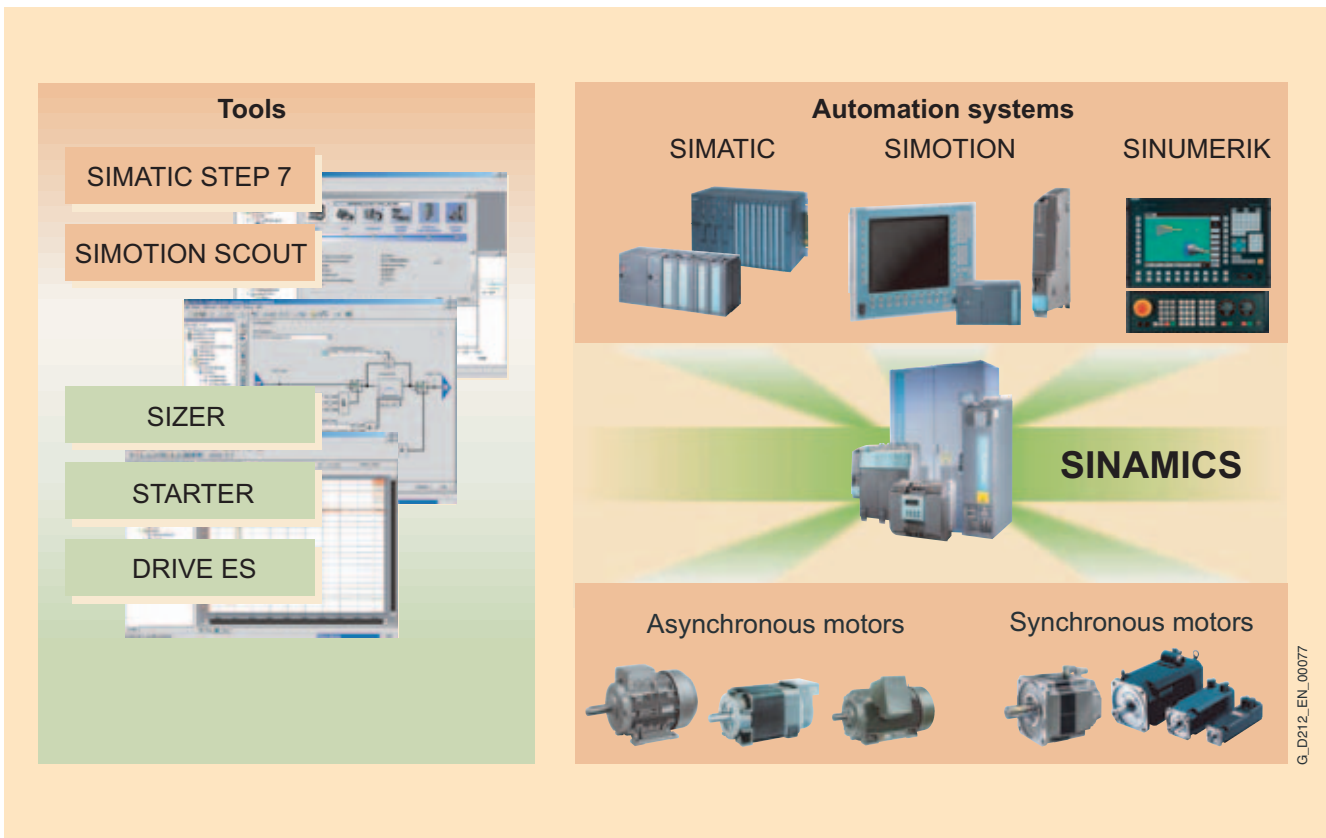 Tools
SIMATIC STEP 7
SIMOTION SCOUT
SIZER
STARTER
DRIVE ES
Automation systems
SIMATIC
SIMOTION
SINUMERIK
SINAMICS
Asynchronous motors
Synchronous motors
G_D212_EN_00077